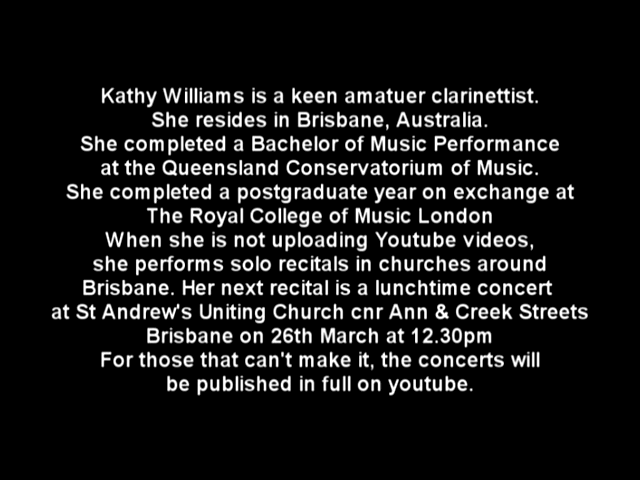 Kathy Williams is a keen amatuer clarinettist.
She resides in Brisbane, Australia.
She completed a Bachelor of Music Performance
at the Queensland Conservatorium of Music.
She completed a postgraduate year on exchange at
The Royal College of Music London
When she is not uploading Youtube videos,
she performs solo recitals in churches around
Brisbane. Her next recital is a lunchtime concert
at St Andrew's Uniting Church cnr Ann & Creek Streets
Brisbane on 26th March at 12.30pm
For those that can't make it, the concerts will
be published in full on youtube.